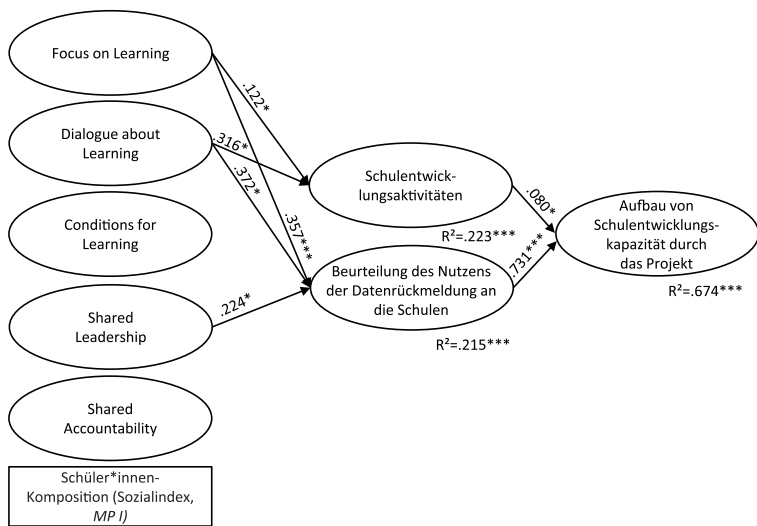 Focus on Learning
Dialogue about
Learning
Conditions for
Learning
Shared
Leadership
Shared
Accountability
Schüler*innen-
Komposition (Sozialindex,
MP I)
.122*
.316*
.372*
.357***
.224*
Schulentwick-
lungsaktivitäten
R²=.223***
Beurteilung des Nutzens
der Datenrückmeldung an
die Schulen
R²=.215***
.080*
.731***
Aufbau von
Schulentwicklungs-
kapazität durch
das Projekt
R²=.674***